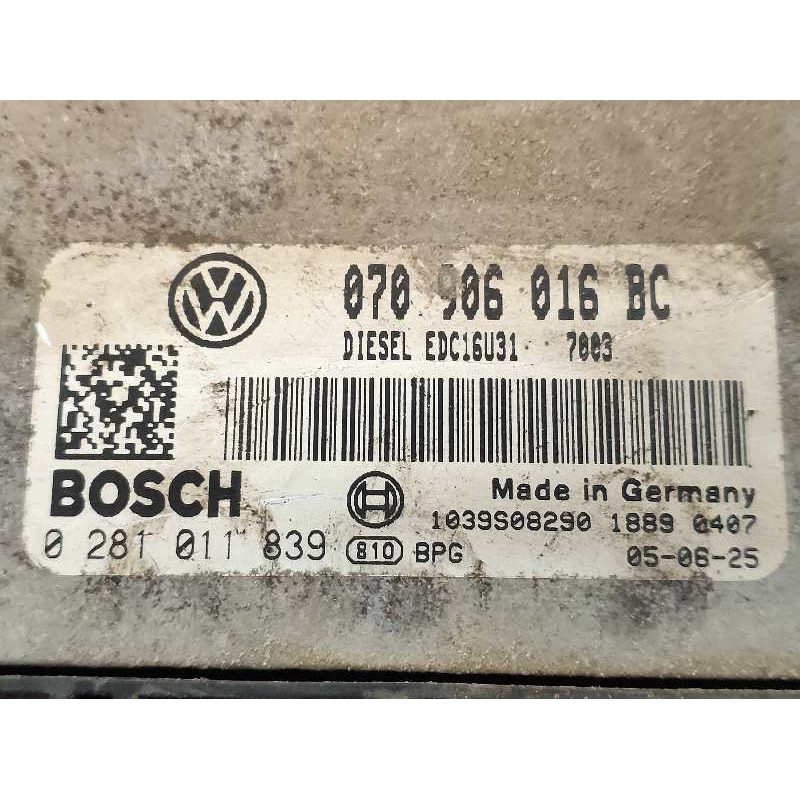 070 906 016 BC
DIESEL EDC16U31 7003
BOSCH
Made in Germany
1039S08290 1889 0407
0 281 011 839 810 BPG 05-06-25